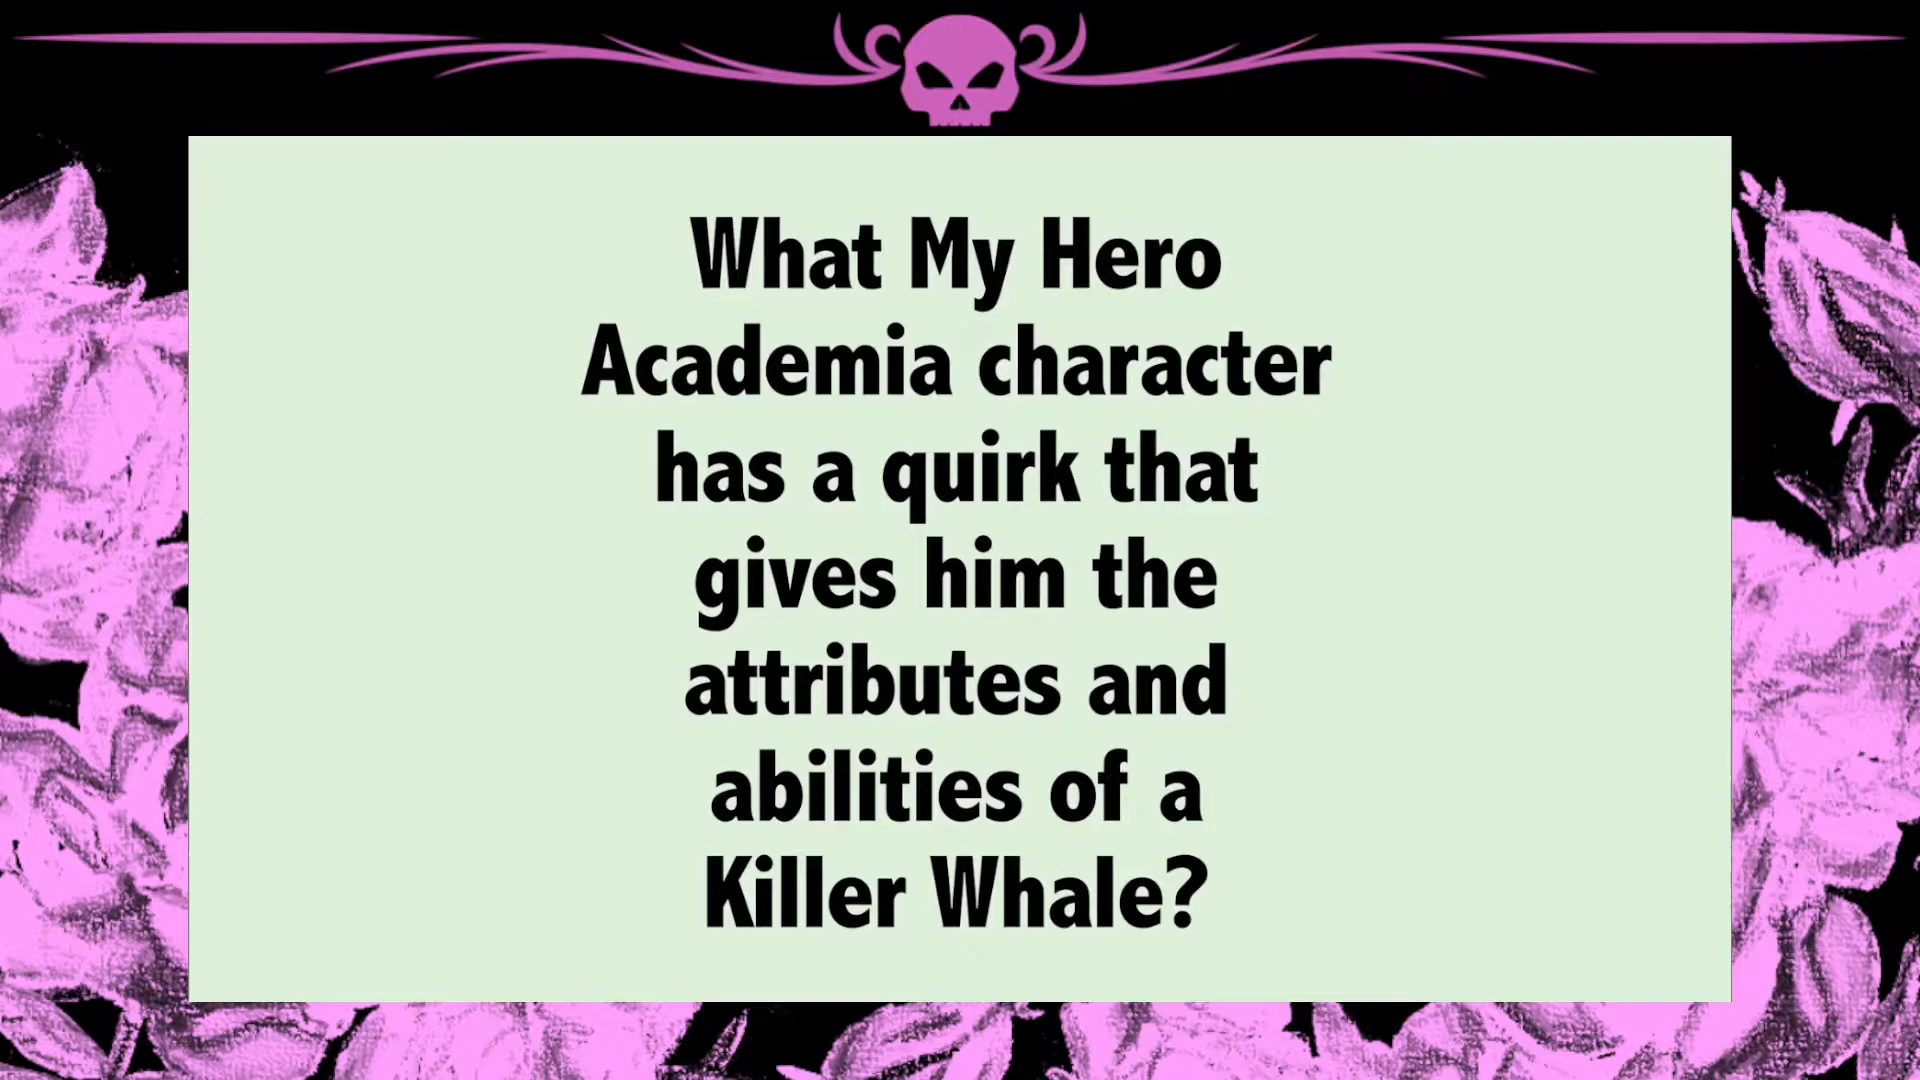 What My Hero
Academia character
has a quirk that
gives him the
attributes and
abilities of a
Killer Whale?